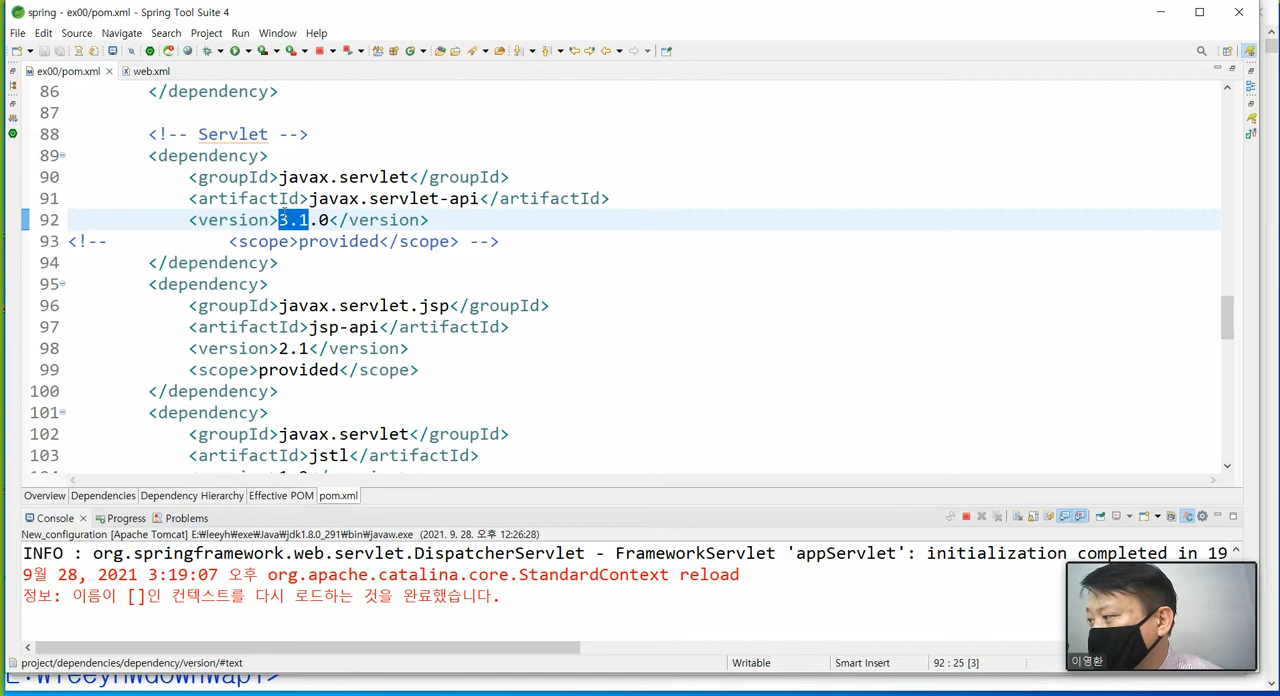 spring - ex00/pom.xml - Spring Tool Suite 4
File Edit Source Navigate Search Project Run Window Help
ex00/pom.xml web.xml
86 </dependency>
87
88 <!-- Servlet -->
89 <dependency>
90 <groupId>javax.servlet</groupId>
91 <artifactId>javax.servlet-api</artifactId>
92 <version>3.1.0</version>
93 <!-- <scope>provided</scope> -->
94 </dependency>
95 <dependency>
96 <groupId>javax.servlet.jsp</groupId>
97 <artifactId>jsp-api</artifactId>
98 <version>2.1</version>
99 <scope>provided</scope>
100 </dependency>
101 <dependency>
102 <groupId>javax.servlet</groupId>
103 <artifactId>jstl</artifactId>
Overview Dependencies Dependency Hierarchy Effective POM pom.xml
Console Progress Problems
New_configuration [Apache Tomcat] E:₩leeyh₩exe₩Java₩jdk1.8.0_291₩bin₩javaw.exe (2021. 9. 28. 오후 12:26:28)
INFO : org.springframework.web.servlet.DispatcherServlet - FrameworkServlet 'appServlet': initialization completed in 19
9월 28, 2021 3:19:07 오후 org.apache.catalina.core.StandardContext reload
정보: 이름이 []인 컨텍스트를 다시 로드하는 것을 완료했습니다.
이영환
project/dependencies/dependency/version/#text Writable Smart Insert 92 : 25 [3]